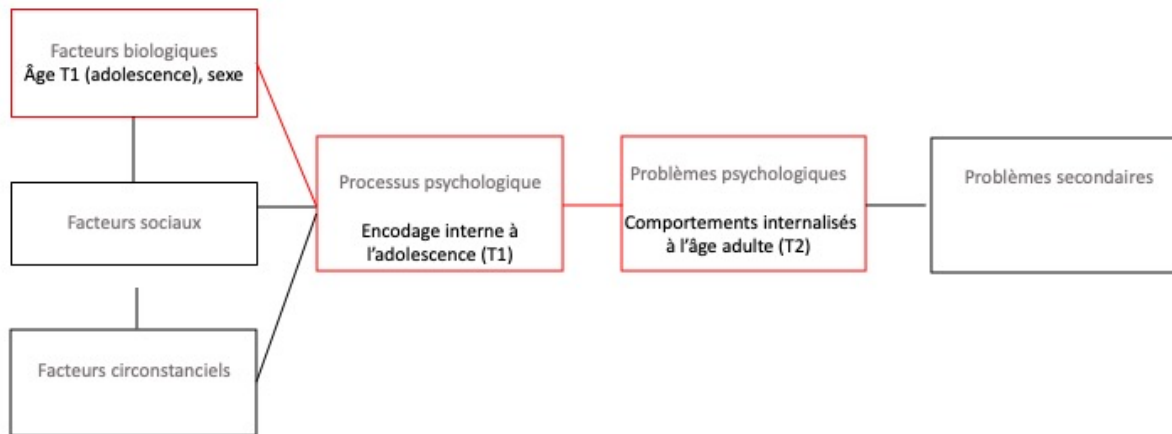 Facteurs biologiques
Âge T1 (adolescence), sexe
Facteurs sociaux
Facteurs circonstanciels
Processus psychologique
Encodage interne à
l'adolescence (T1)
Problèmes psychologiques
Comportements internalisés
à l'âge adulte (T2)
Problèmes secondaires